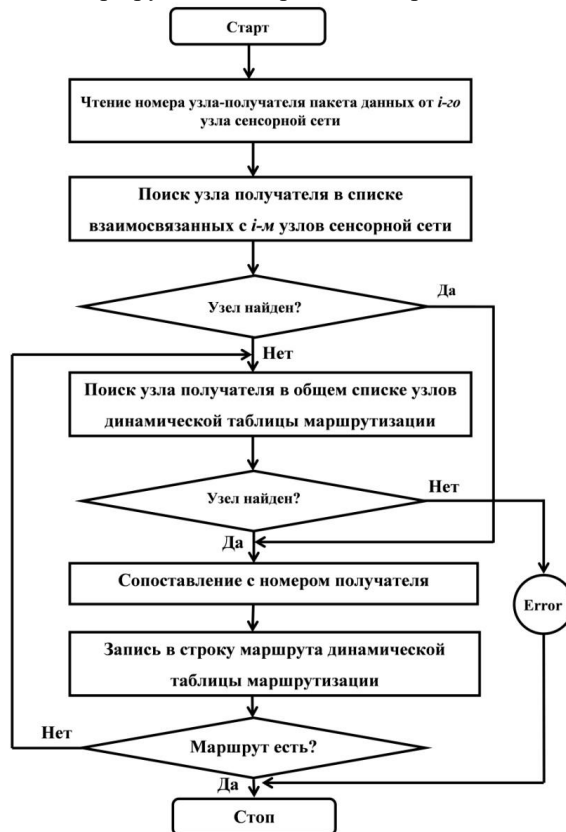 Старт
Чтение номера узла-получателя пакета данных от i-го
узла сенсорной сети
Поиск узла получателя в списке
взаимосвязанных с i-м узлов сенсорной сети
Узел найден?
Да
Нет
Поиск узла получателя в общем списке узлов
динамической таблицы маршрутизации
Узел найден?
Нет
Да
Сопоставление с номером получателя
Error
Запись в строку маршрута динамической
таблицы маршрутизации
Нет
Маршрут есть?
Да
Стоп